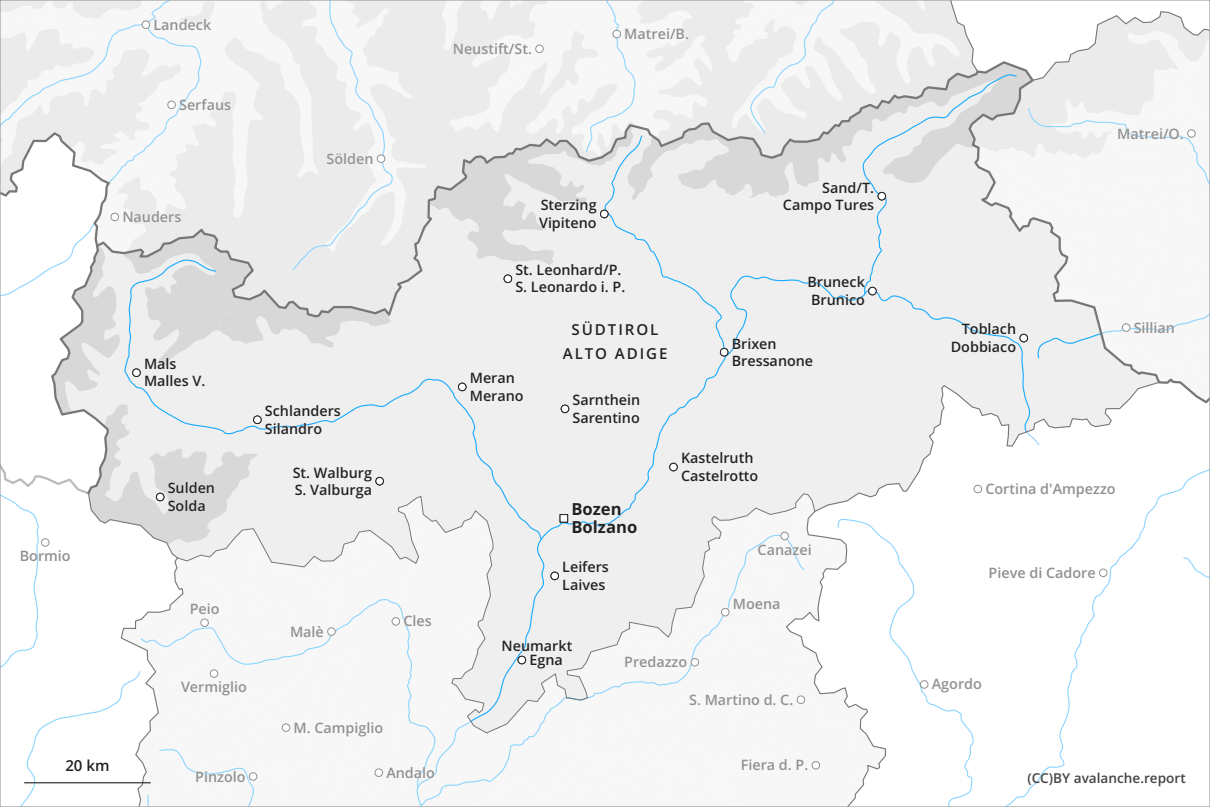 Landeck
Neustift/St.
Matrei/B.
Serfaus
Matrei/O.
Sölden
Sand/T.
Campo Tures
Nauders
Sterzing
Vipiteno
St. Leonhard/P.
S. Leonardo i. P.
Bruneck
Brunico
SÜDTIROL
ALTO ADIGE
Toblach
Dobbiaco
Sillian
Brixen
Bressanone
Mals
Malles V.
Meran
Merano
Schlanders
Silandro
Sarnthein
Sarentino
Kastelruth
Castelrotto
St. Walburg
S. Valburga
Sulden
Solda
Cortina d'Ampezzo
Bozen
Bolzano
Bormio
Canazei
Leifers
Laives
Pieve di Cadore
Peio
Moena
Malè
Cles
Neumarkt
Egna
Predazzo
Vermiglio
Agordo
S. Martino d. C.
M. Campiglio
Fiera d. P.
20 km
Pinzolo
Andalo
(CC)BY avalanche.report